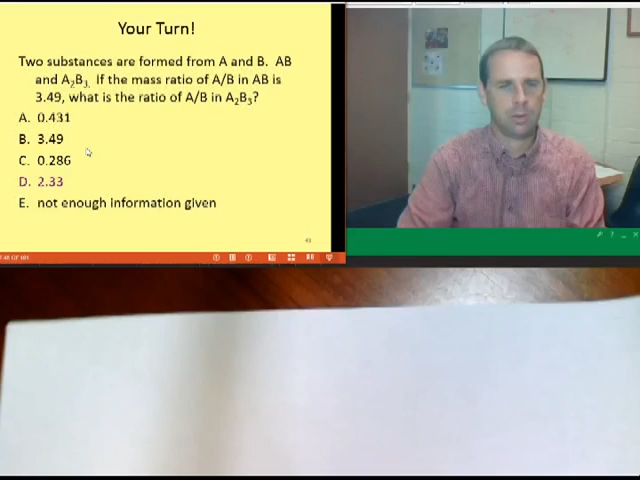 Your Turn!
Two substances are formed from A and B. AB
and A₂B₃. If the mass ratio of A/B in AB is
3.49, what is the ratio of A/B in A₂B₃?
A. 0.431
B. 3.49
C. 0.286
D. 2.33
E. not enough information given